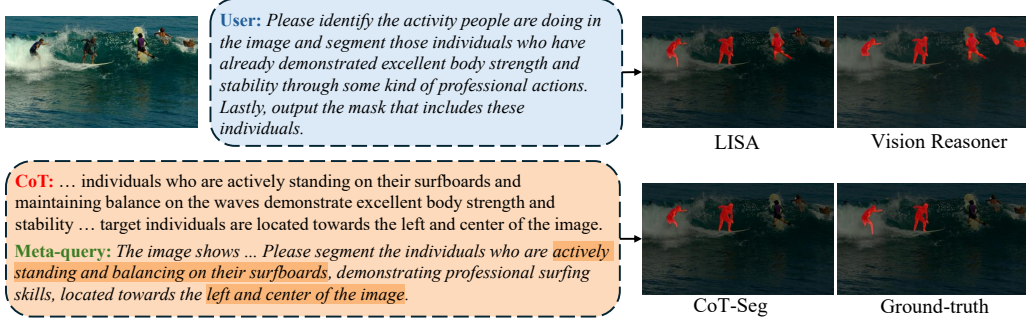 User: Please identify the activity people are doing in
the image and segment those individuals who have
already demonstrated excellent body strength and
stability through some kind of professional actions.
Lastly, output the mask that includes these
individuals.
LISA
Vision Reasoner
CoT: ... individuals who are actively standing on their surfboards and
maintaining balance on the waves demonstrate excellent body strength and
stability ... target individuals are located towards the left and center of the image.
Meta-query: The image shows ... Please segment the individuals who are actively
standing and balancing on their surfboards, demonstrating professional surfing
skills, located towards the left and center of the image.
CoT-Seg
Ground-truth